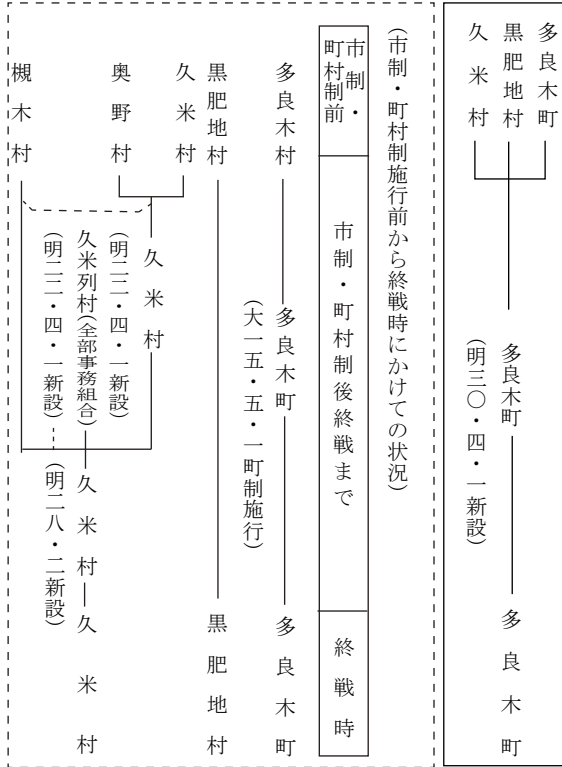 多良木町
黒肥地村
久米村
多良木町
(明三〇・四・一新設)
多良木町
(市制・町村制施行前から終戦時にかけての状況)
市制・
町村制前
市制・町村制後終戦まで
終戦時
多良木村
多良木町
(大一五・五・一町制施行)
多良木町
黒肥地村
黒肥地村
久米村
奥野村
久米村
(明二二・四・一新設)
久米列村(全部事務組合)
(明二二・四・一新設)
槻木村
久米村
(明二八・二新設)
久米村